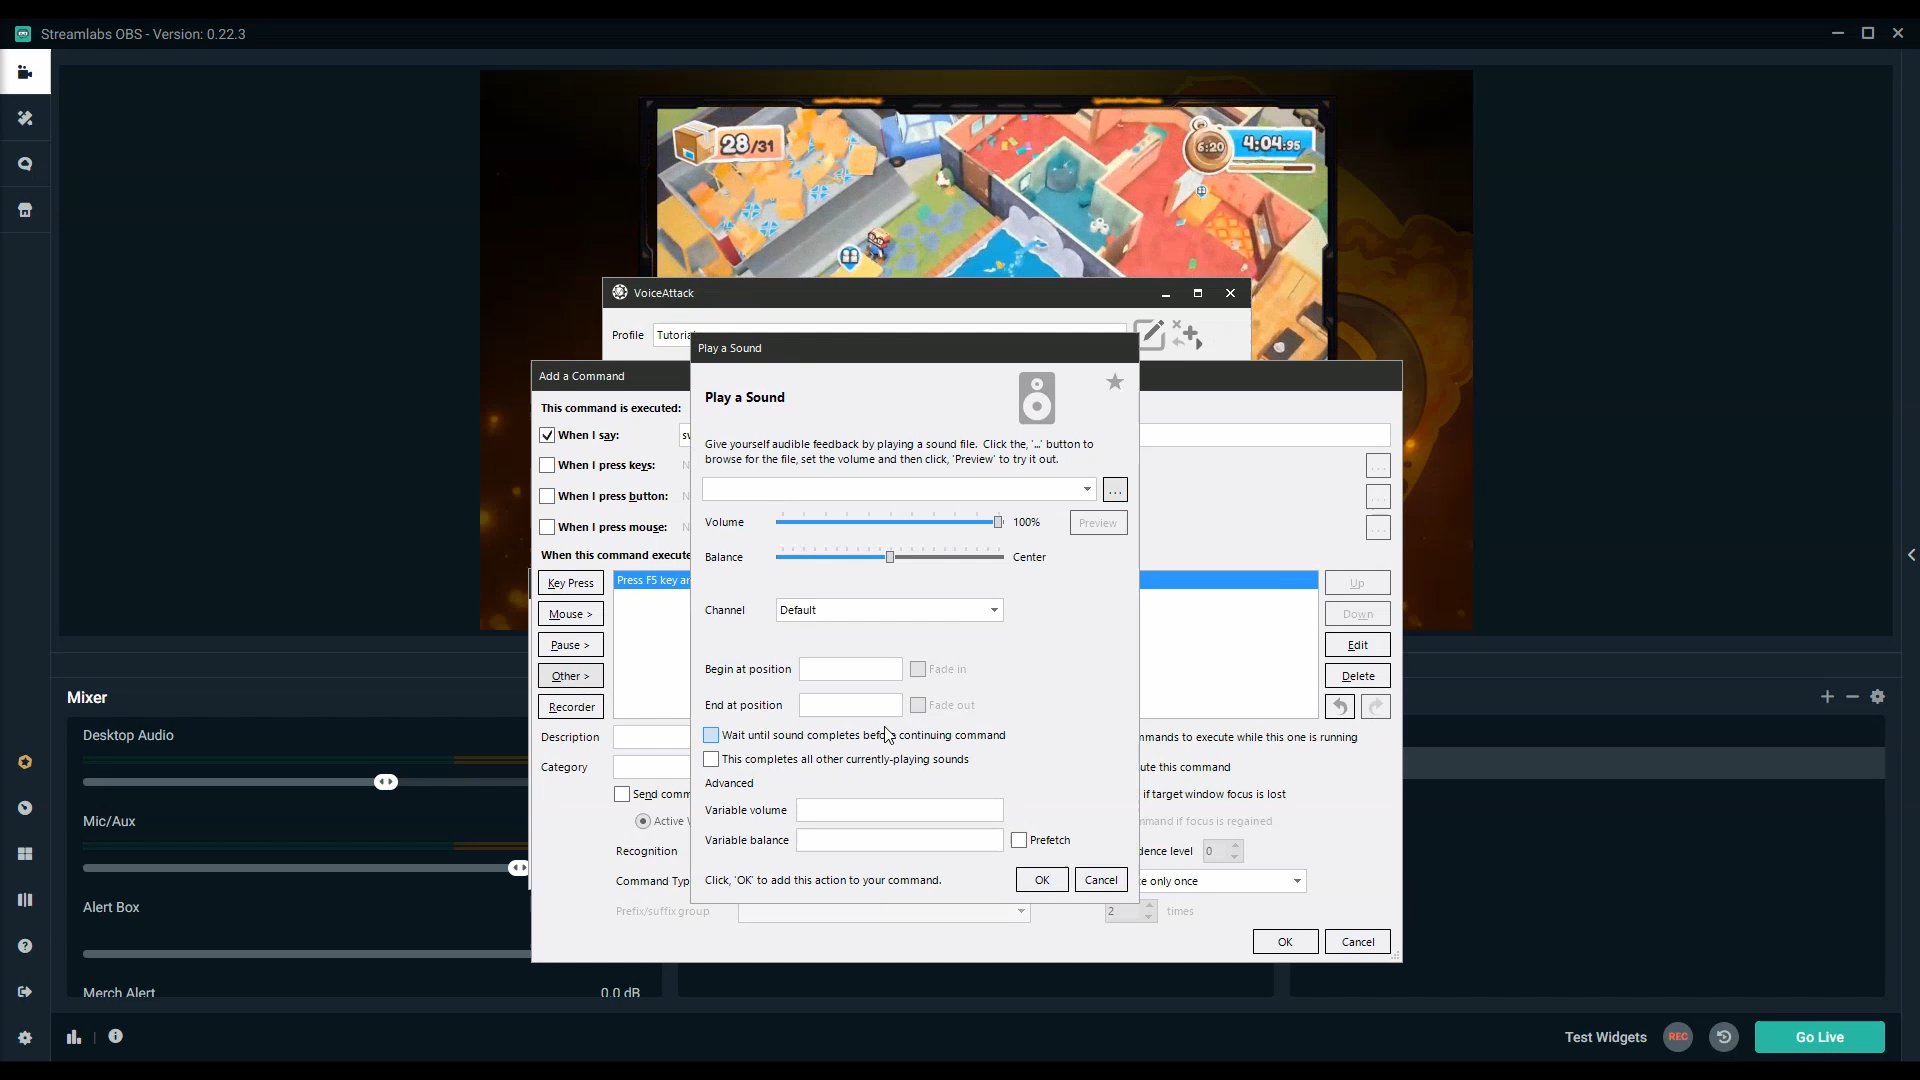 Streamlabs OBS - Version: 0.22.3
28/31
6:20
4:04.95
VoiceAttack
Profile
Play a Sound
Add a Command
Play a Sound
This command is executed:
When I say:
Give yourself audible feedback by playing a sound file. Click the, '...' button to
browse for the file, set the volume and then click, 'Preview' to try it out.
When I press keys:
...
...
When I press button:
...
When I press mouse:
...
Volume
100%
Preview
When this command execute
Balance
Center
Key Press
Press F5 key
Up
Mouse >
Channel
Default
Down
Pause >
Edit
Other >
Begin at position
Fade in
Delete
Recorder
End at position
Fade out
Mixer
Desktop Audio
Description
Wait until sound completes before continuing command
mmands to execute while this one is running
This completes all other currently-playing sounds
Category
ute this command
Advanced
Send comm
if target window focus is lost
Variable volume
Mic/Aux
Active
mmand if focus is regained
Variable balance
Prefetch
Recognition
dence level
0
Command Typ
Click, 'OK' to add this action to your command.
OK
Cancel
e only once
Alert Box
Prefix/suffix group
2
times
OK
Cancel
Merch Alert
0.0 dB
Test Widgets
REC
Go Live